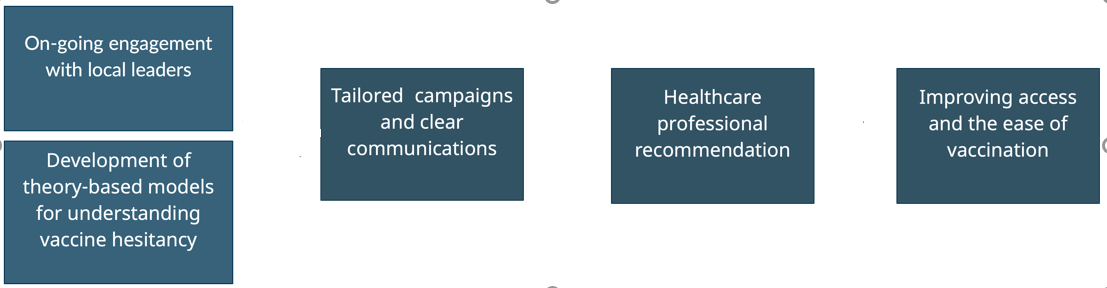 On-going engagement
with local leaders
Development of
theory-based models
for understanding
vaccine hesitancy
Tailored  campaigns
and clear
communications
Healthcare
professional
recommendation
Improving access
and the ease of
vaccination